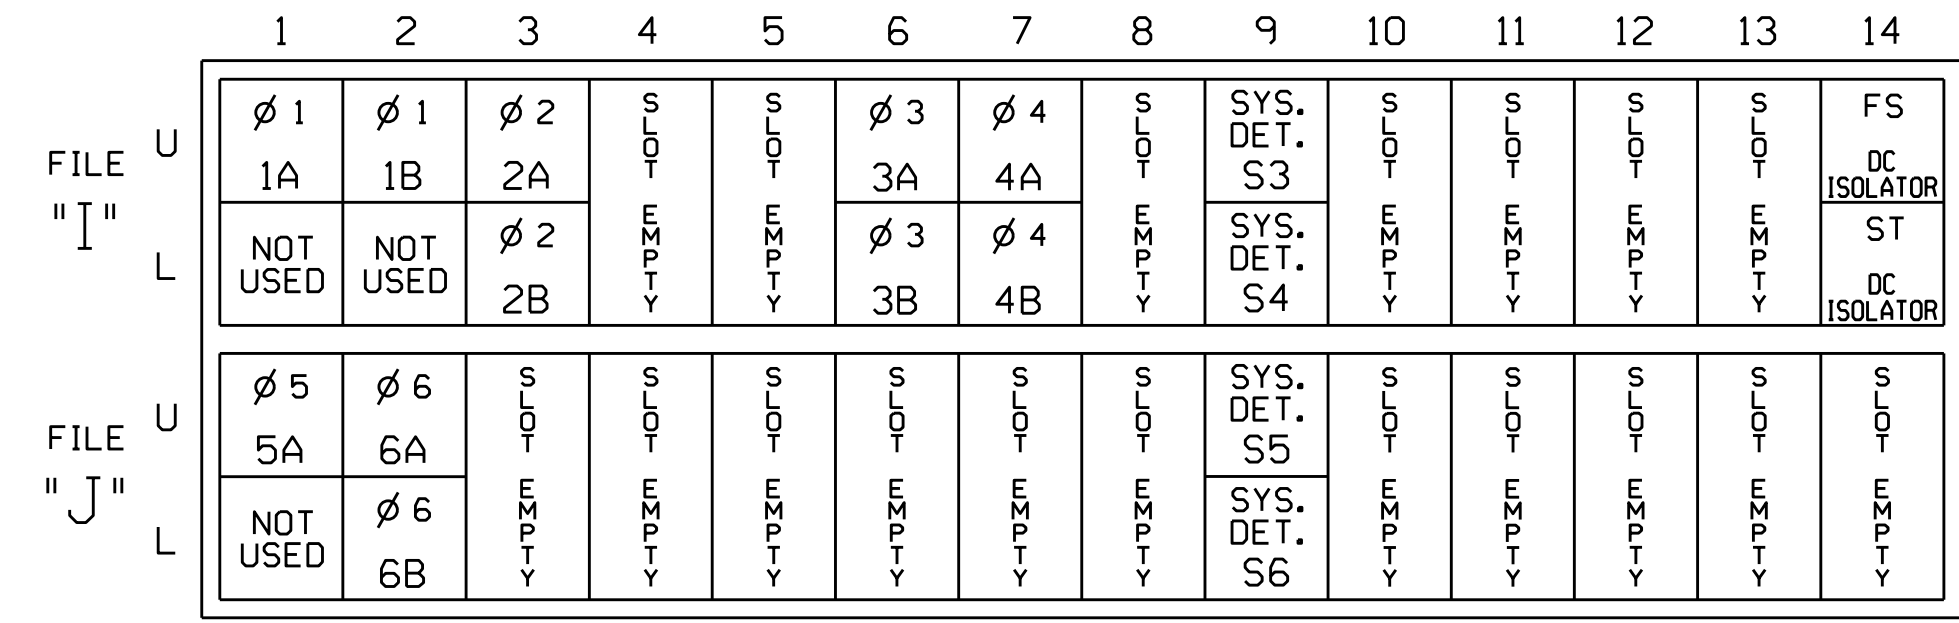 1 2 3 4 5 6 7 8 9 10 11 12 13 14
FILE "I"
U
L
Ø 1
1A
NOT
USED
Ø 1
1B
NOT
USED
Ø 2
2A
Ø 2
2B
SLOT EMPTY
SLOT EMPTY
Ø 3
3A
Ø 3
3B
Ø 4
4A
Ø 4
4B
SLOT EMPTY
SYS.
DET.
S3
SYS.
DET.
S4
SLOT EMPTY
SLOT EMPTY
SLOT EMPTY
SLOT EMPTY
FS
DC
ISOLATOR
ST
DC
ISOLATOR
FILE "J"
U
L
Ø 5
5A
NOT
USED
Ø 6
6A
Ø 6
6B
SLOT EMPTY
SLOT EMPTY
SLOT EMPTY
SLOT EMPTY
SLOT EMPTY
SLOT EMPTY
SYS.
DET.
S5
SYS.
DET.
S6
SLOT EMPTY
SLOT EMPTY
SLOT EMPTY
SLOT EMPTY
SLOT EMPTY